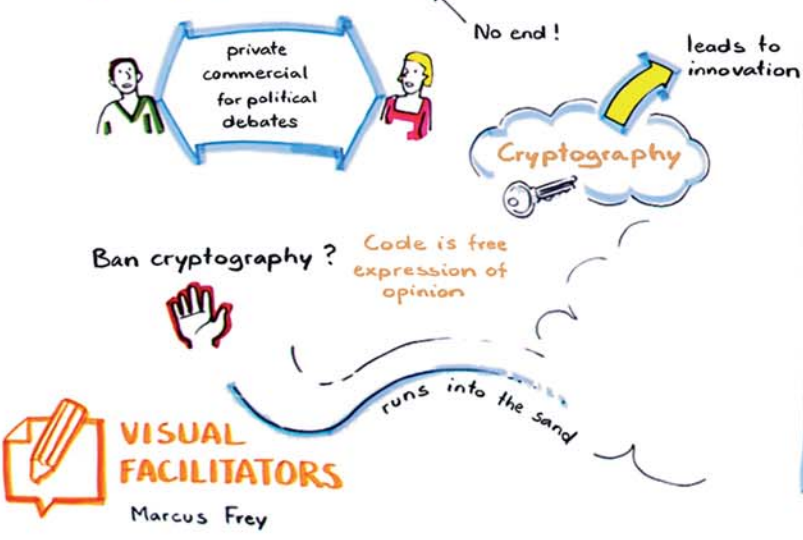 No end!
private
commercial
for political
debates
leads to
innovation
Cryptography
Ban cryptography?
Code is free
expression of
opinion
runs into the sand
VISUAL
FACILITATORS
Marcus Frey